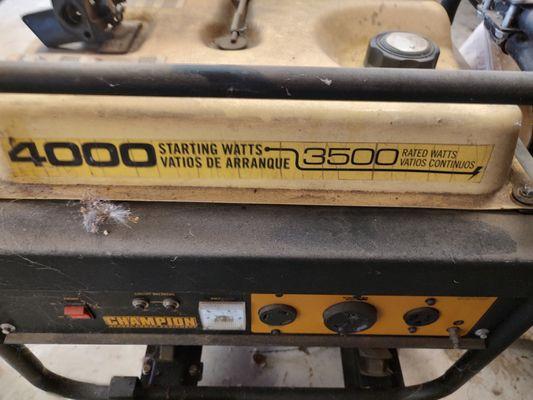 4000 STARTING WATTS 3500 RATED WATTS
VATIOS DE ARRANQUE VATIOS CONTINUOS
CHAMPION